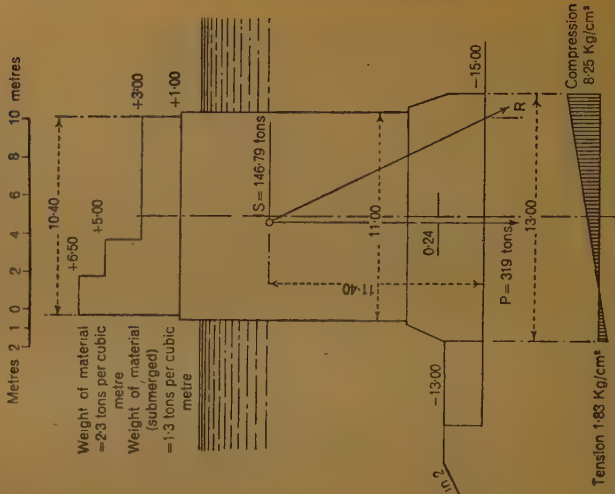 Metres 2 1 0 2 4 6 8 10 metres
10·40
+6·50
+5·00
+3·00
+1·00
Weight of material
=2·3 tons per cubic
metre
Weight of material
(submerged)
=1·3 tons per cubic
metre
S = 146·79 tons
11·40
11·00
0·24
-13·00
-15·00
R
P = 319 tons
13·00
in 2
Tension 1·83 Kg/cm²
Compression
8·25 Kg/cm²